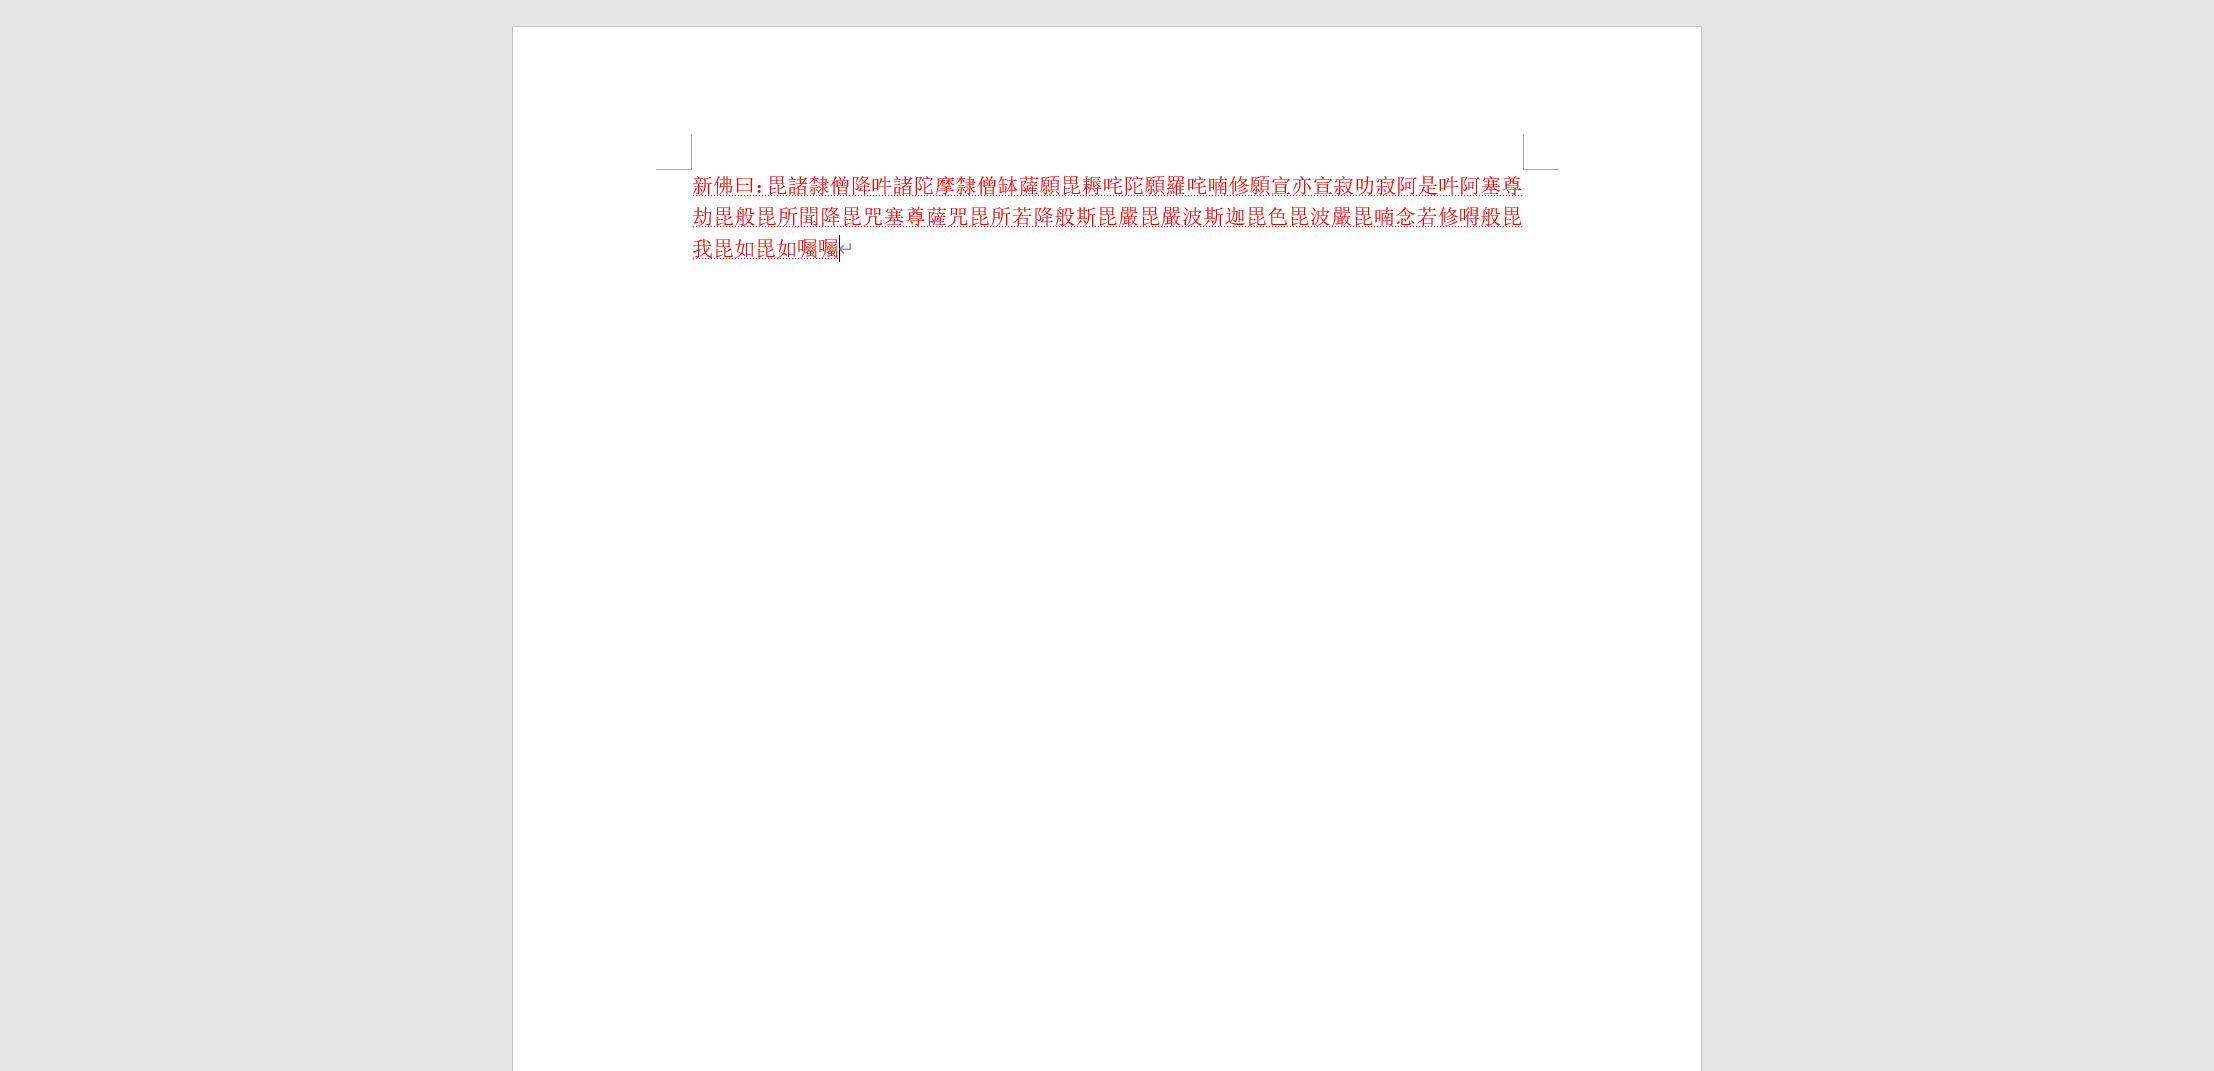 新佛曰：毘諸隸僧降吽諸陀摩隸僧缽薩願毘耨咤陀願羅咤喃修願宣亦宣寂叻寂阿是吽阿塞尊
劫毘般毘所聞降毘咒塞尊薩咒毘所若降般斯毘嚴毘嚴波斯迦毘色毘波嚴毘喃念若修嘚般毘
我毘如毘如囑囑